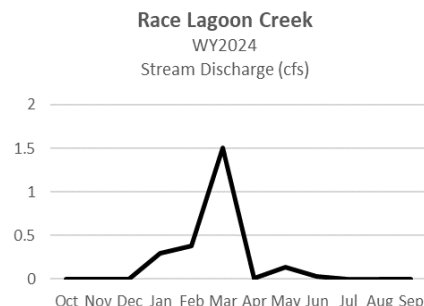 Race Lagoon Creek
WY2024
Stream Discharge (cfs)
2
1.5
1
0.5
0
Oct Nov Dec Jan Feb Mar Apr May Jun Jul Aug Sep